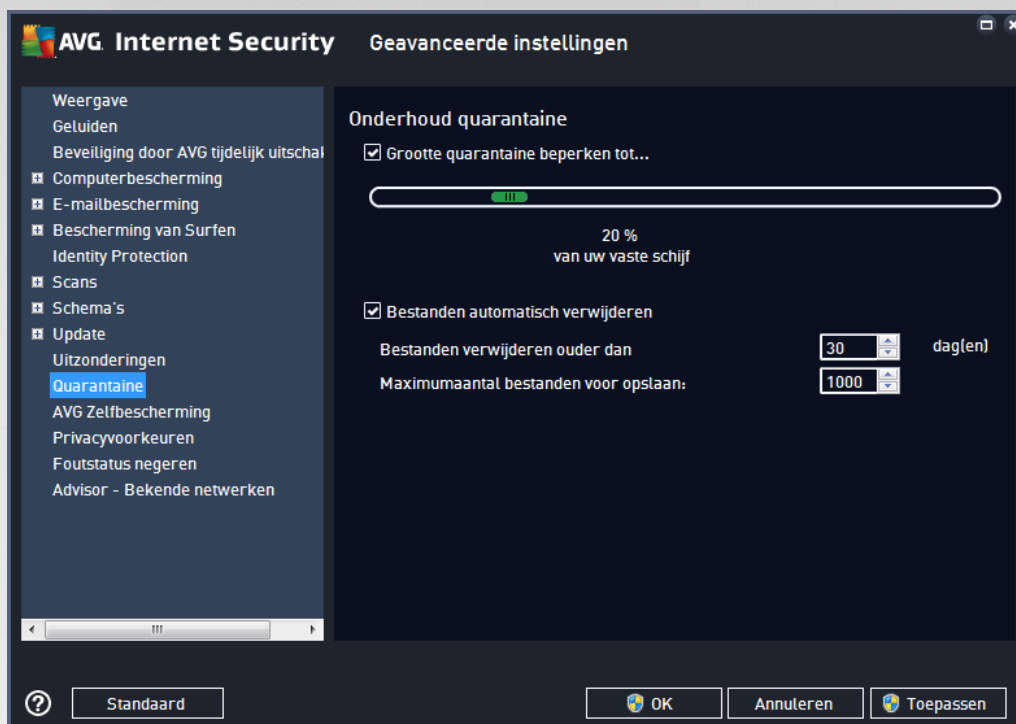 AVG. Internet Security Geavanceerde instellingen
Weergave
Geluiden
Beveiliging door AVG tijdelijk uitschak
Computerbescherming
E-mailbescherming
Bescherming van Surfen
Identity Protection
Scans
Schema's
Update
Uitzonderingen
Quarantaine
AVG Zelfbescherming
Privacyvoorkeuren
Foutstatus negeren
Advisor - Bekende netwerken
Onderhoud quarantaine
Grootte quarantaine beperken tot...
20 %
van uw vaste schijf
Bestanden automatisch verwijderen
Bestanden verwijderen ouder dan 30 dag(en)
Maximumaantal bestanden voor opslaan: 1000
? Standaard OK Annuleren Toepassen